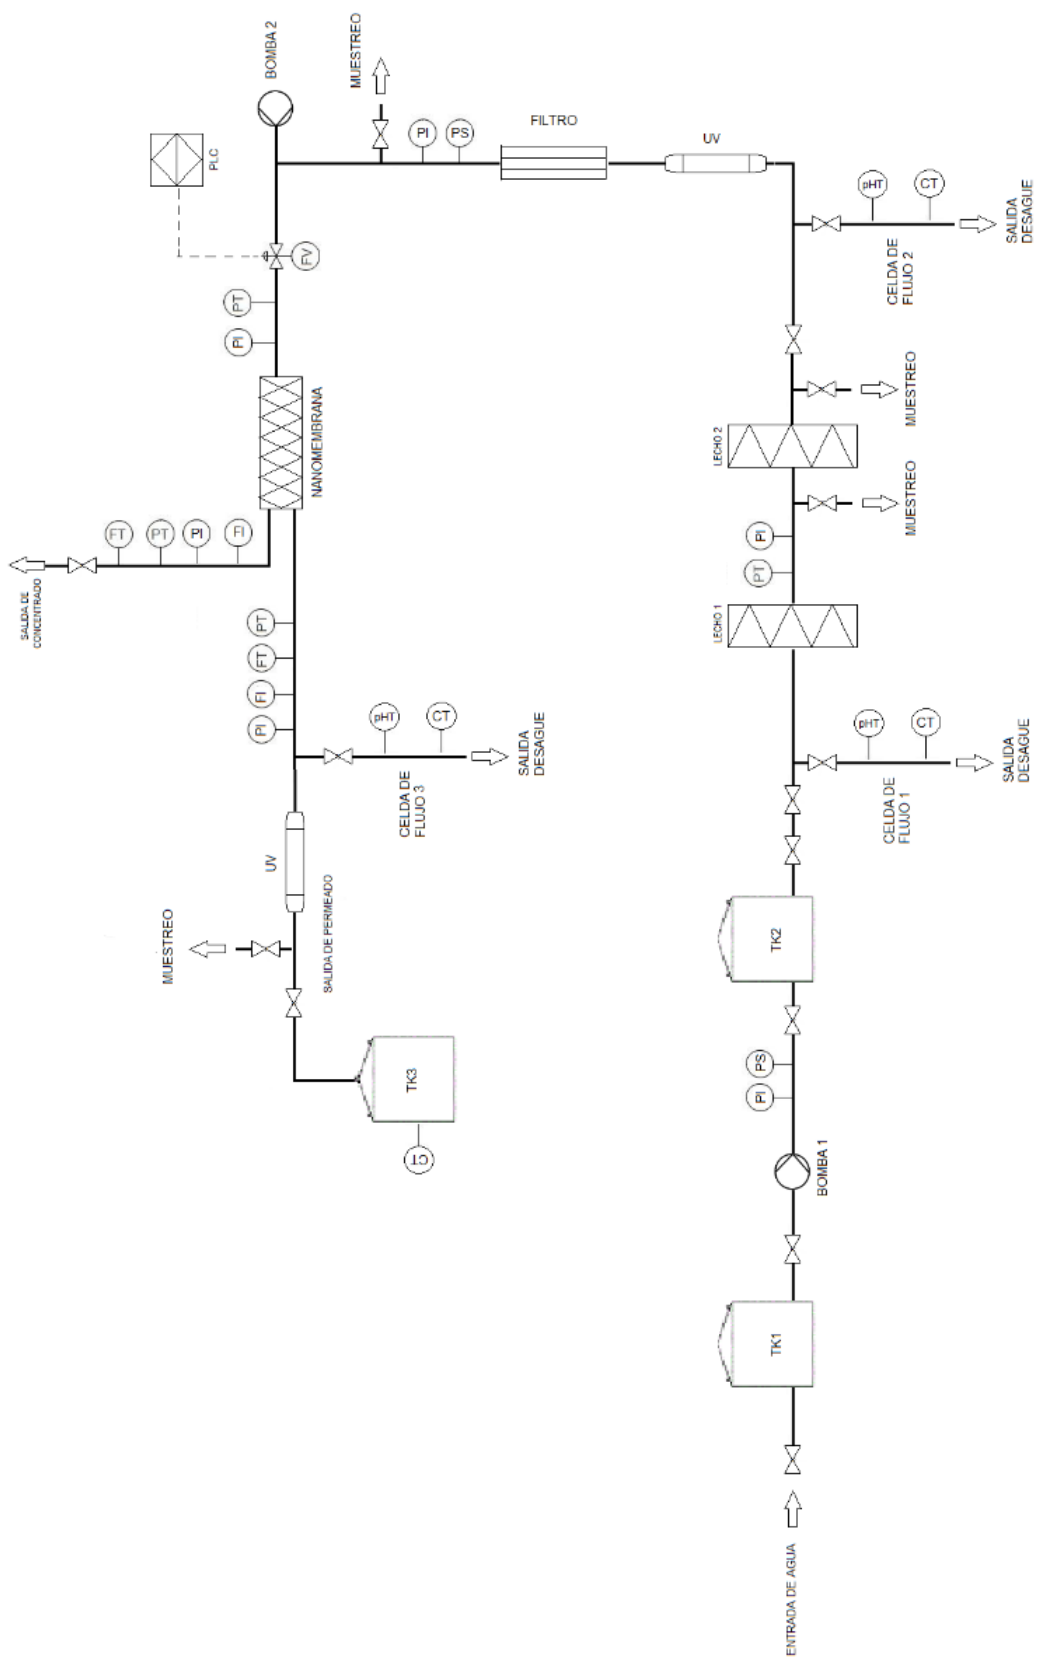 BOMBA 2
MUESTREO
PLC
PI
PS
FILTRO
UV
FV
PT
PI
pHT
CT
SALIDA
DESAGUE
CELDA DE
FLUJO 2
NANOMEMBRANA
MUESTREO
LECHO 2
MUESTREO
FT
PT
PI
FI
SALIDA DE
CONCENTRADO
PI
PT
LECHO 1
PT
FT
FI
PI
pHT
CT
SALIDA
DESAGUE
CELDA DE
FLUJO 3
pHT
CT
SALIDA
DESAGUE
CELDA DE
FLUJO 1
UV
SALIDA DE PERMEADO
MUESTREO
TK2
TK3
PS
PI
BOMBA 1
TK1
ENTRADA DE AGUA